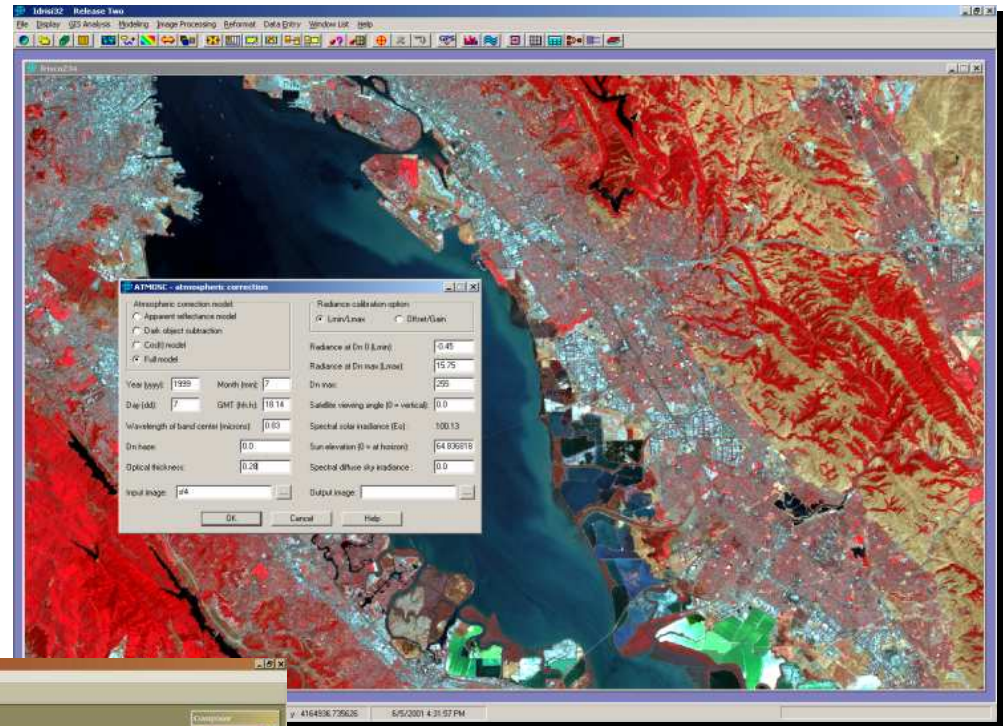 Idrisi32 Release Two
File Display GIS Analysis Modeling Image Processing Reformat Data Entry Window List Help
ATMOSC - atmospheric correction
Atmospheric correction model:
Apparent reflectance model
Dark object subtraction
Cos(t) model
Full model
Radiance calibration option:
Lmin/Lmax Offset/Gain
Radiance at Dn 0 (Lmin): -0.45
Radiance at Dn max (Lmax): 15.75
Year (yyyy): 1999 Month (mm): 7 Dn max: 255
Day (dd): 7 GMT (hh.h): 18.14 Satellite viewing angle (0 = vertical): 0.0
Wavelength of band center (microns): 0.83 Spectral solar irradiance (Eo): 100.13
Dn haze: 0.0 Sun elevation (0 = at horizon): 64.836818
Optical thickness: 0.28 Spectral diffuse sky irradiance: 0.0
Input image: Output image:
OK Cancel Help
Composer
y: 4164936.735626 6/5/2001 4:31:57 PM